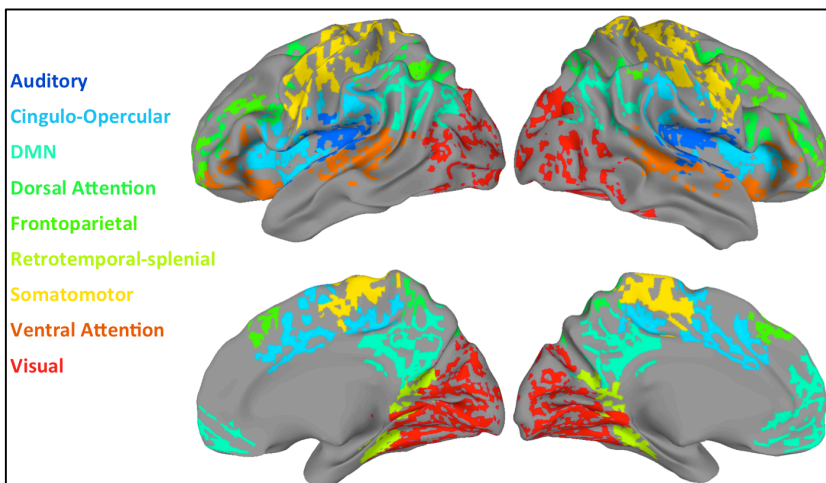 Auditory
Cingulo-Opercular
DMN
Dorsal Attention
Frontoparietal
Retrotemporal-splenial
Somatomotor
Ventral Attention
Visual